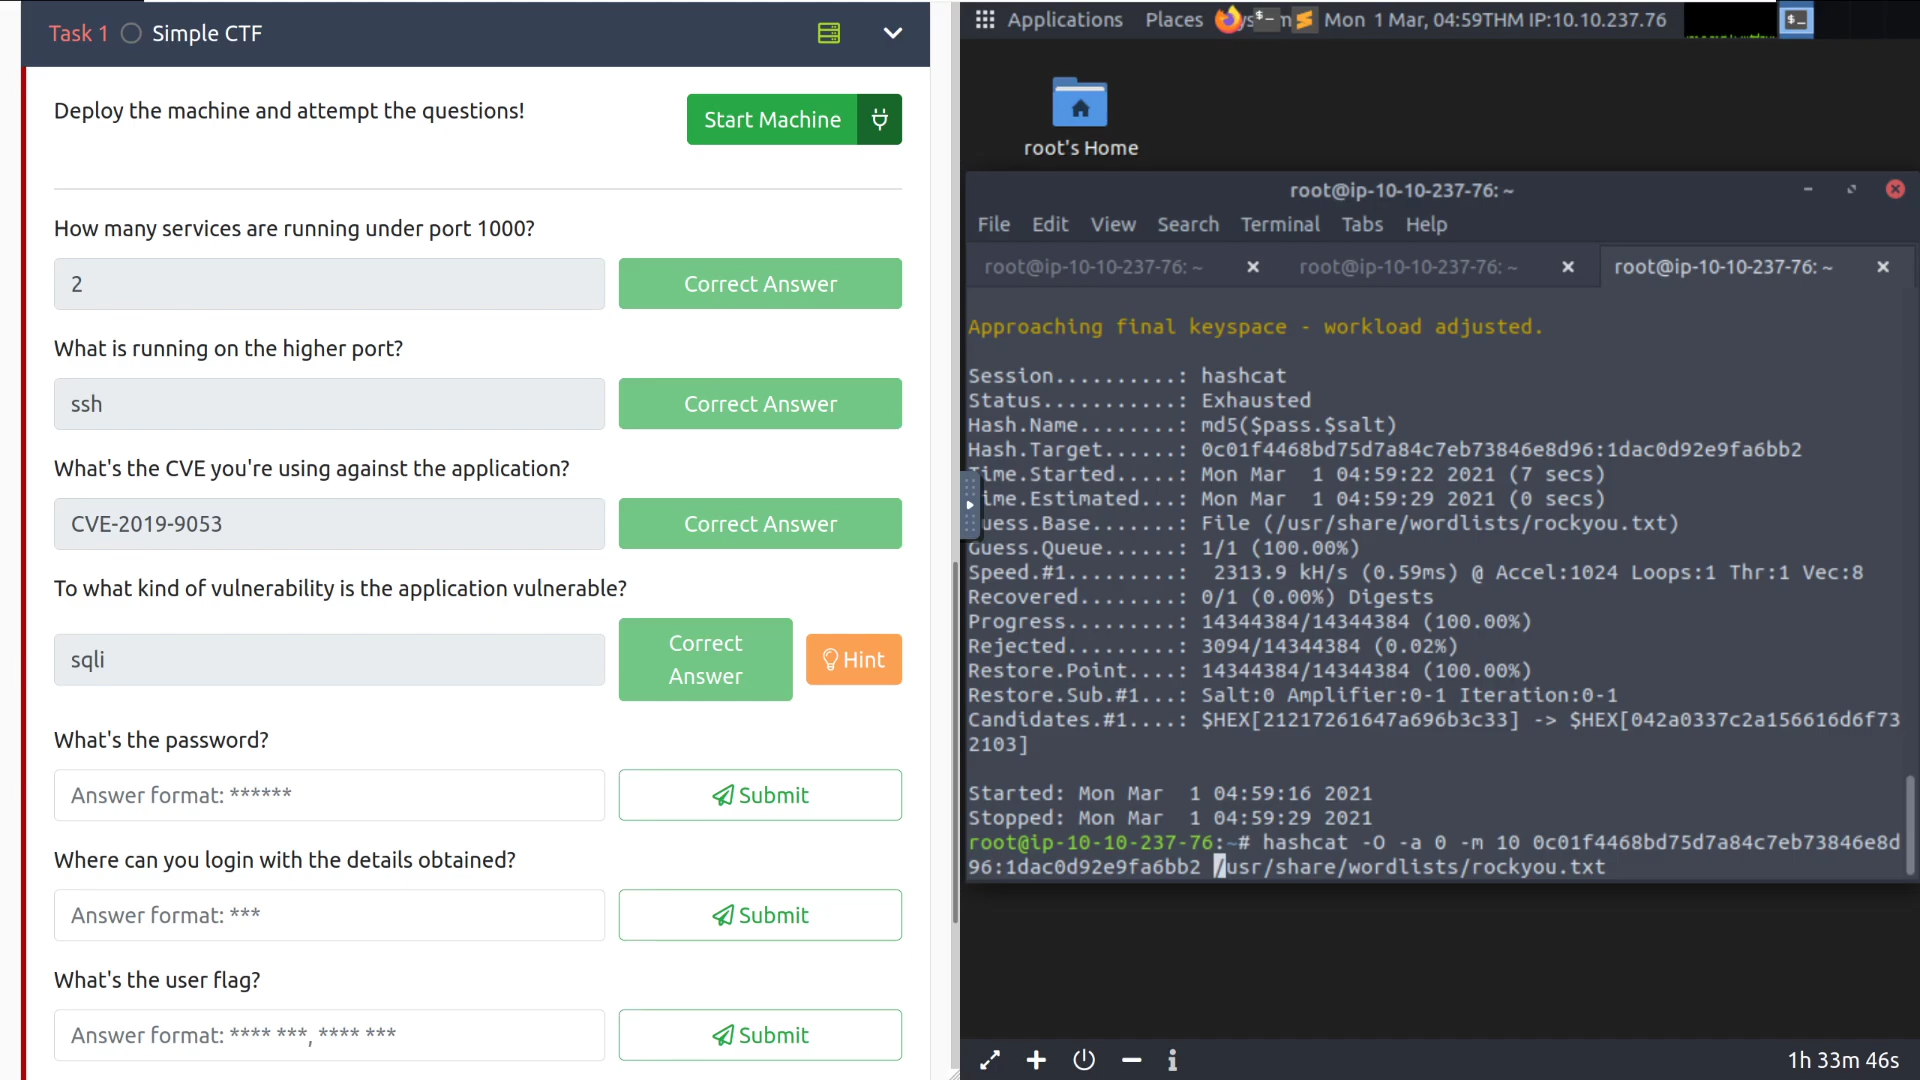 Task 1 Simple CTF
Deploy the machine and attempt the questions!
Start Machine
How many services are running under port 1000?
2
Correct Answer
What is running on the higher port?
ssh
Correct Answer
What's the CVE you're using against the application?
CVE-2019-9053
Correct Answer
To what kind of vulnerability is the application vulnerable?
sqli
Correct
Answer
Hint
What's the password?
Answer format: ******
Submit
Where can you login with the details obtained?
Answer format: ***
Submit
What's the user flag?
Answer format: **** ***, **** ***
Submit
Applications Places Mon 1 Mar, 04:59 THM IP:10.10.237.76
root's Home
root@ip-10-10-237-76: ~
File Edit View Search Terminal Tabs Help
root@ip-10-10-237-76: ~ root@ip-10-10-237-76: ~ root@ip-10-10-237-76: ~
Approaching final keyspace - workload adjusted.
Session..........: hashcat
Status...........: Exhausted
Hash.Name........: md5($pass.$salt)
Hash.Target......: 0c01f4468bd75d7a84c7eb73846e8d96:1dac0d92e9fa6bb2
ime.Started.....: Mon Mar 1 04:59:22 2021 (7 secs)
ime.Estimated...: Mon Mar 1 04:59:29 2021 (0 secs)
uess.Base.......: File (/usr/share/wordlists/rockyou.txt)
Guess.Queue......: 1/1 (100.00%)
Speed.#1.........: 2313.9 kH/s (0.59ms) @ Accel:1024 Loops:1 Thr:1 Vec:8
Recovered........: 0/1 (0.00%) Digests
Progress.........: 14344384/14344384 (100.00%)
Rejected.........: 3094/14344384 (0.02%)
Restore.Point....: 14344384/14344384 (100.00%)
Restore.Sub.#1...: Salt:0 Amplifier:0-1 Iteration:0-1
Candidates.#1....: $HEX[21217261647a696b3c33] -> $HEX[042a0337c2a156616d6f73
2103]
Started: Mon Mar 1 04:59:16 2021
Stopped: Mon Mar 1 04:59:29 2021
root@ip-10-10-237-76:~# hashcat -O -a 0 -m 10 0c01f4468bd75d7a84c7eb73846e8d
96:1dac0d92e9fa6bb2 /usr/share/wordlists/rockyou.txt
1h 33m 46s